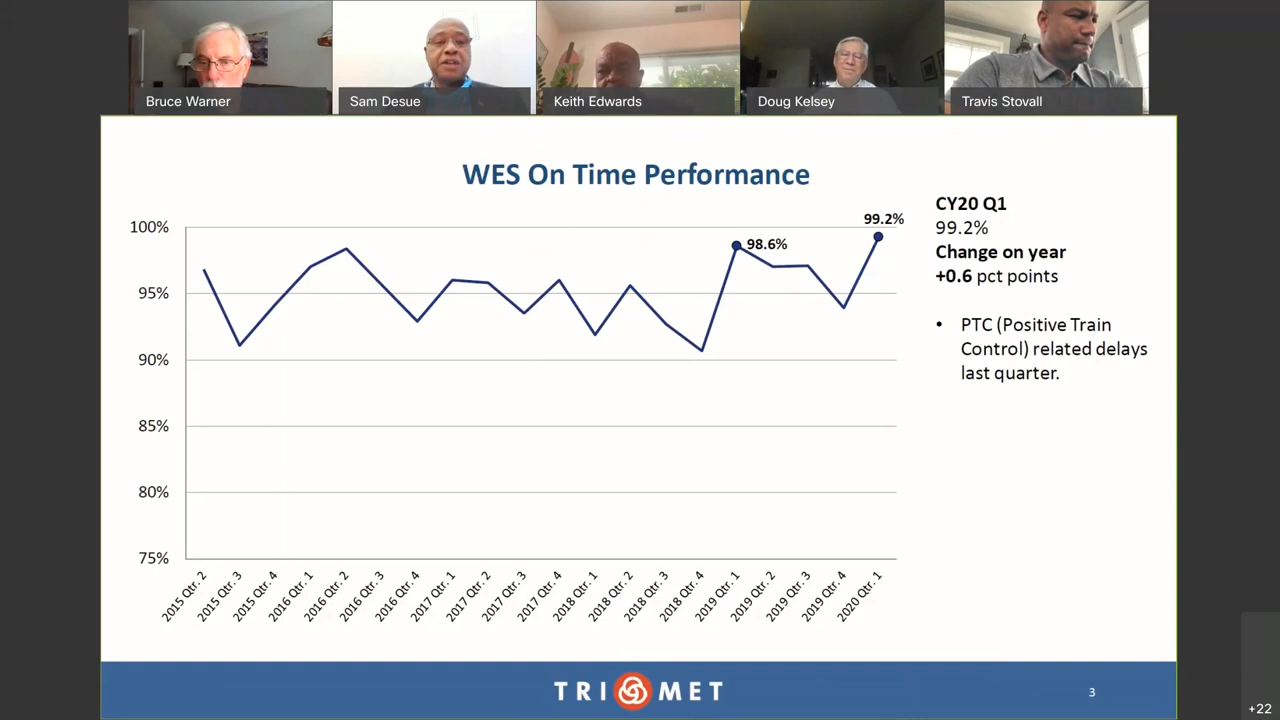 Bruce Warner
Sam Desue
Keith Edwards
Doug Kelsey
Travis Stovall
WES On Time Performance
100%
95%
90%
85%
80%
75%
98.6%
99.2%
2015 Qtr. 2
2015 Qtr. 3
2015 Qtr. 4
2016 Qtr. 1
2016 Qtr. 2
2016 Qtr. 3
2016 Qtr. 4
2017 Qtr. 1
2017 Qtr. 2
2017 Qtr. 3
2017 Qtr. 4
2018 Qtr. 1
2018 Qtr. 2
2018 Qtr. 3
2018 Qtr. 4
2019 Qtr. 1
2019 Qtr. 2
2019 Qtr. 3
2019 Qtr. 4
2020 Qtr. 1
CY20 Q1
99.2%
Change on year
+0.6 pct points
• PTC (Positive Train
Control) related delays
last quarter.
TRI MET
3
+22